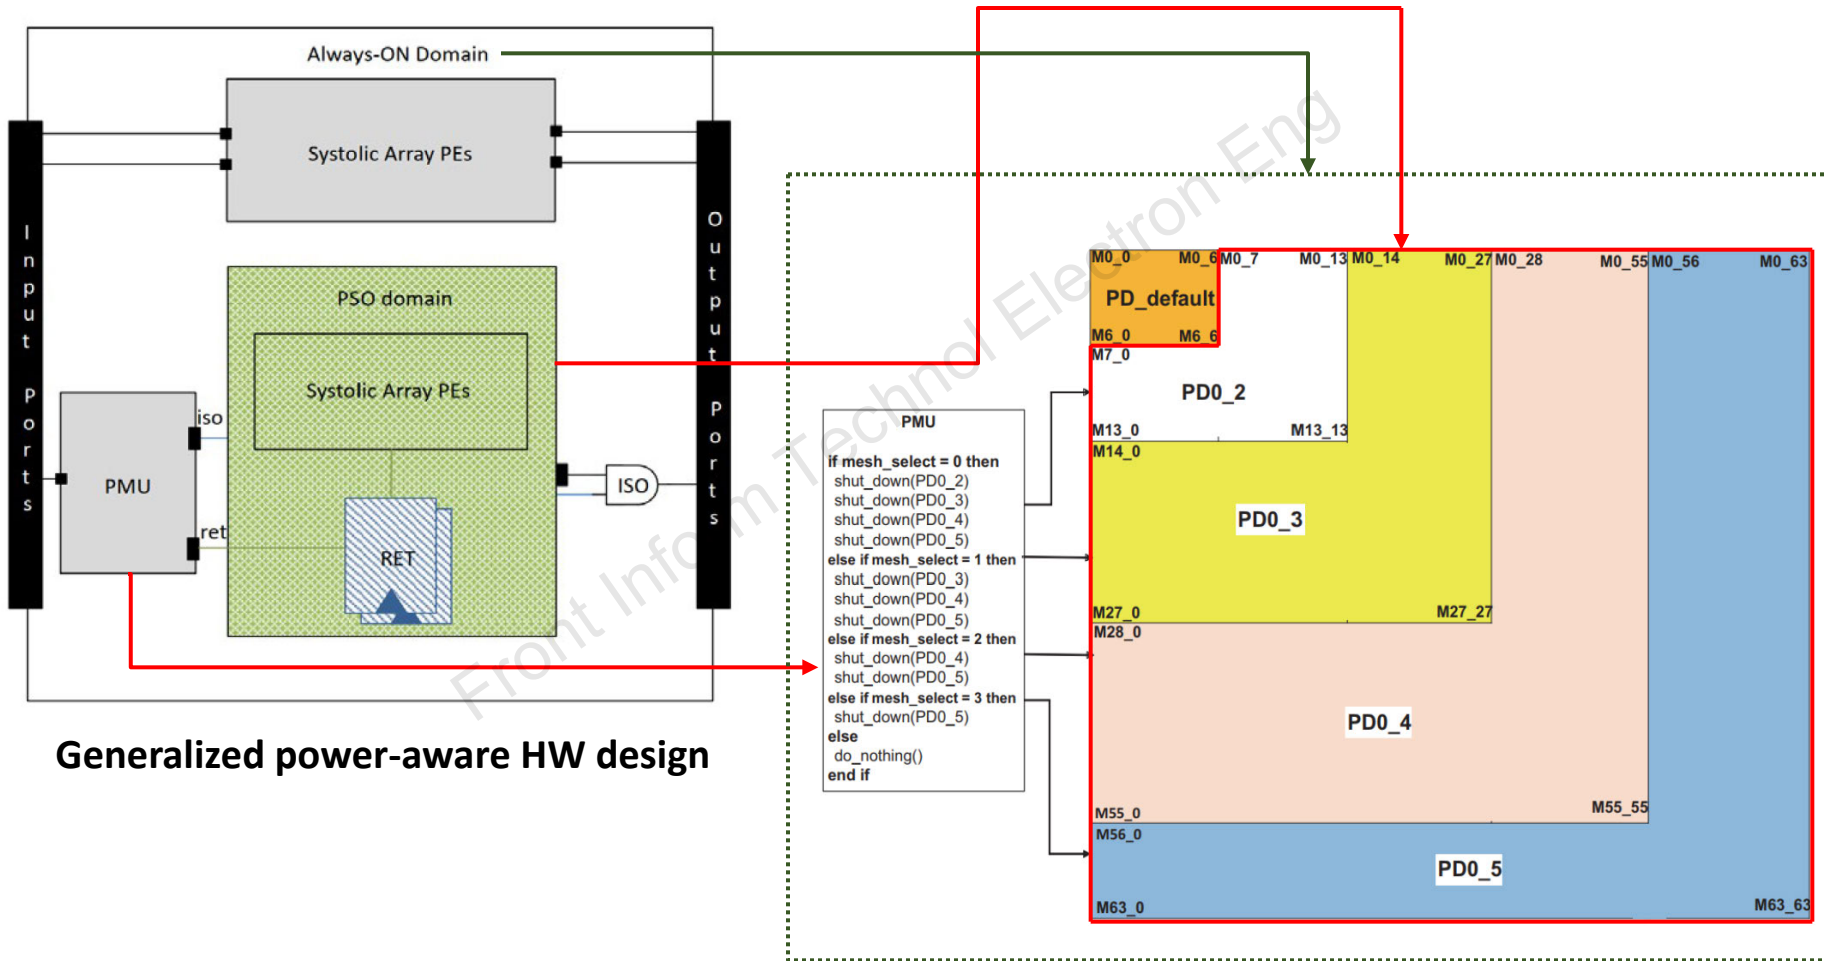 Always-ON Domain
Systolic Array PEs
Input Ports
Output Ports
PSO domain
Systolic Array PEs
iso
PMU
ret
RET
ISO
Generalized power-aware HW design
PMU
if mesh_select = 0 then
shut_down(PD0_2)
shut_down(PD0_3)
shut_down(PD0_4)
shut_down(PD0_5)
else if mesh_select = 1 then
shut_down(PD0_3)
shut_down(PD0_4)
shut_down(PD0_5)
else if mesh_select = 2 then
shut_down(PD0_4)
shut_down(PD0_5)
else if mesh_select = 3 then
shut_down(PD0_5)
else
do_nothing()
end if
M0_0 M0_6 M0_7 M0_13 M0_14 M0_27 M0_28 M0_55 M0_56 M0_63
PD_default
M6_0 M6_6
M7_0
PD0_2
M13_0 M13_13
M14_0
PD0_3
M27_0 M27_27
M28_0
PD0_4
M55_0 M55_55
M56_0
PD0_5
M63_0 M63_63
Front Inform Technol Electron Eng